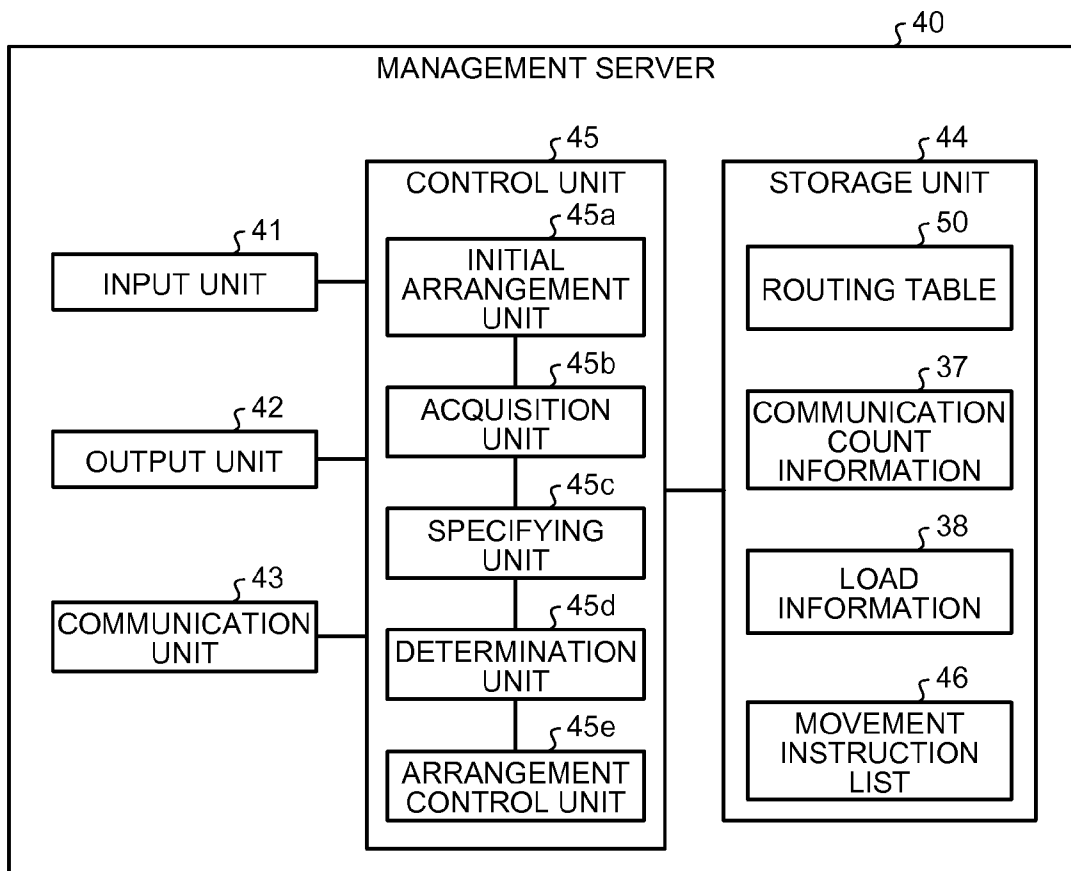 40
MANAGEMENT SERVER
41
INPUT UNIT
42
OUTPUT UNIT
43
COMMUNICATION
UNIT
45
CONTROL UNIT
45a
INITIAL
ARRANGEMENT
UNIT
45b
ACQUISITION
UNIT
45c
SPECIFYING
UNIT
45d
DETERMINATION
UNIT
45e
ARRANGEMENT
CONTROL UNIT
44
STORAGE UNIT
50
ROUTING TABLE
37
COMMUNICATION
COUNT
INFORMATION
38
LOAD
INFORMATION
46
MOVEMENT
INSTRUCTION
LIST